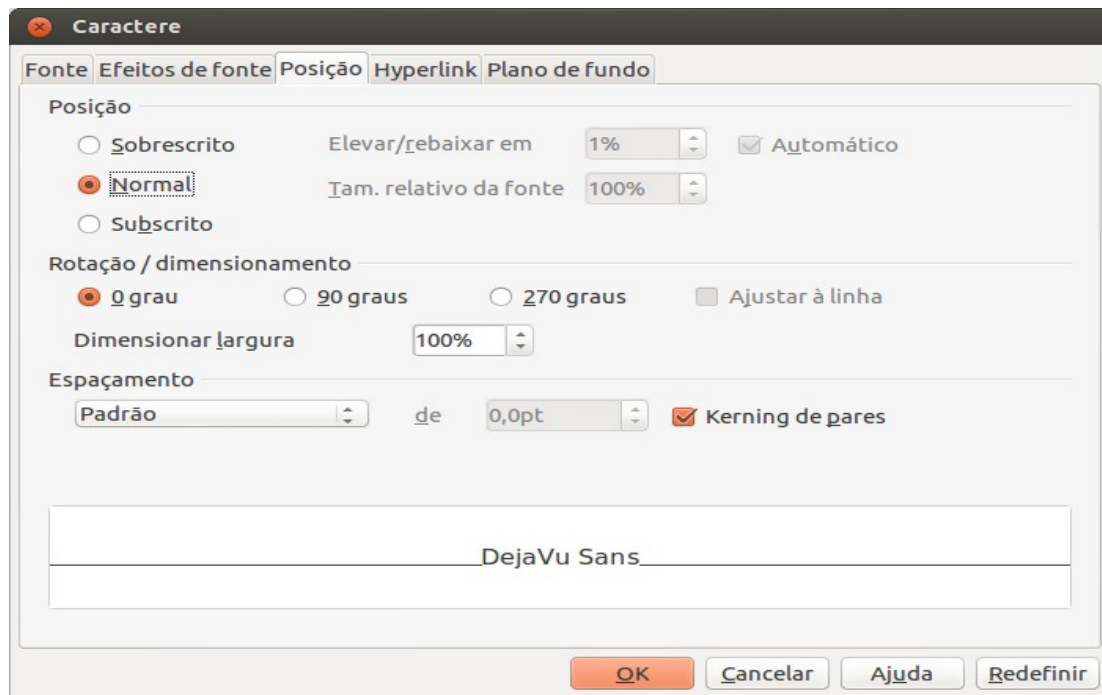 Caractere
Fonte Efeitos de fonte Posição Hyperlink Plano de fundo
Posição
Sobrescrito Elevar/rebaixar em 1% Automático
Normal Tam. relativo da fonte 100%
Subscrito
Rotação / dimensionamento
0 grau 90 graus 270 graus Ajustar à linha
Dimensionar largura 100%
Espaçamento
Padrão de 0,0pt Kerning de pares
DejaVu Sans
OK Cancelar Ajuda Redefinir